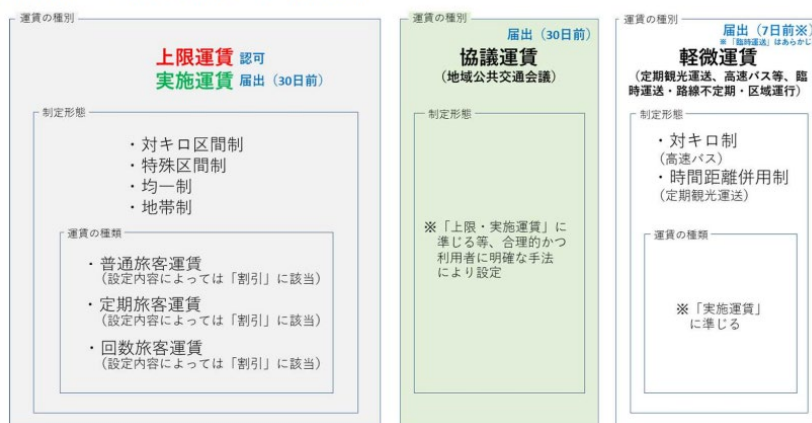 運賃の種別
上限運賃 認可
実施運賃 届出（30日前）
制定形態
・対キロ区間制
・特殊区間制
・均一制
・地帯制
運賃の種類
・普通旅客運賃
（設定内容によっては「割引」に該当）
・定期旅客運賃
（設定内容によっては「割引」に該当）
・回数旅客運賃
（設定内容によっては「割引」に該当）
運賃の種別
届出（30日前）
協議運賃
（地域公共交通会議）
制定形態
※「上限・実施運賃」に
準じる等、合理的かつ
利用者に明確な手法
により設定
運賃の種別
届出（7日前※）
※「臨時運送」はあらかじ
軽微運賃
（定期観光運送、高速バス等、臨
時運送・路線不定期・区域運行）
制定形態
・対キロ制
（高速バス）
・時間距離併用制
（定期観光運送）
運賃の種類
※「実施運賃」
に準じる